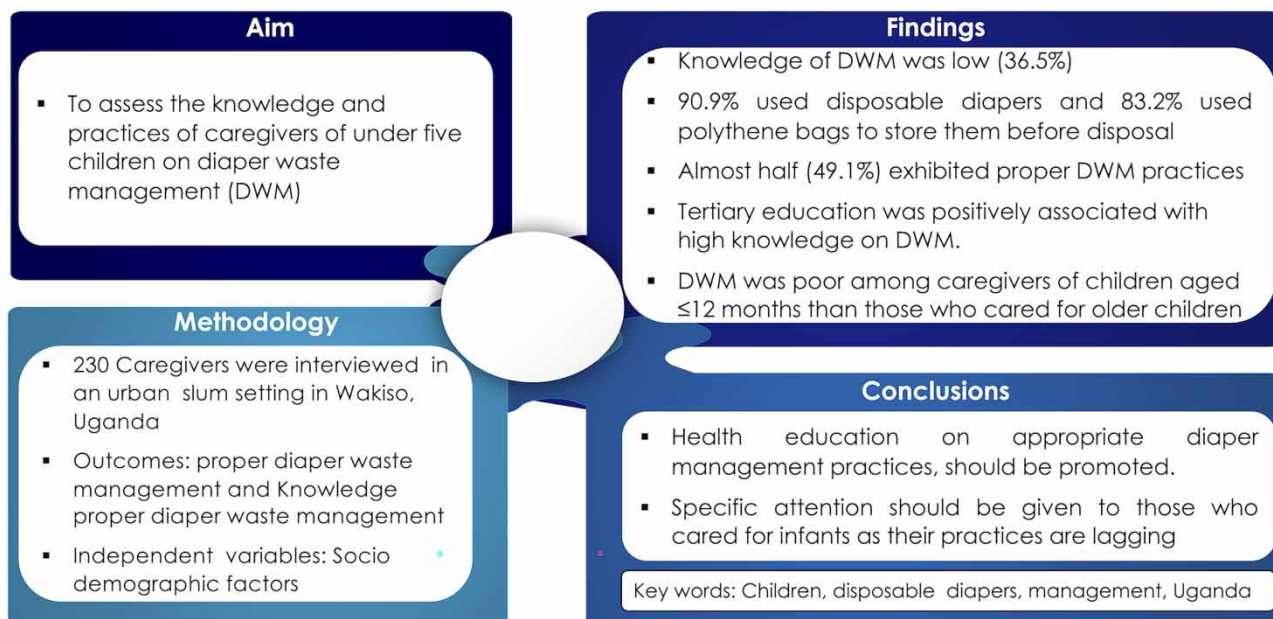 Aim
▪ To assess the knowledge and
practices of caregivers of under five
children on diaper waste
management (DWM)
Methodology
▪ 230 Caregivers were interviewed in
an urban slum setting in Wakiso,
Uganda
▪ Outcomes: proper diaper waste
management and Knowledge
proper diaper waste management
▪ Independent variables: Socio
demographic factors
Findings
▪ Knowledge of DWM was low (36.5%)
▪ 90.9% used disposable diapers and 83.2% used
polythene bags to store them before disposal
▪ Almost half (49.1%) exhibited proper DWM practices
▪ Tertiary education was positively associated with
high knowledge on DWM.
▪ DWM was poor among caregivers of children aged
≤12 months than those who cared for older children
Conclusions
▪ Health education on appropriate diaper
management practices, should be promoted.
▪ Specific attention should be given to those who
cared for infants as their practices are lagging
Key words: Children, disposable diapers, management, Uganda